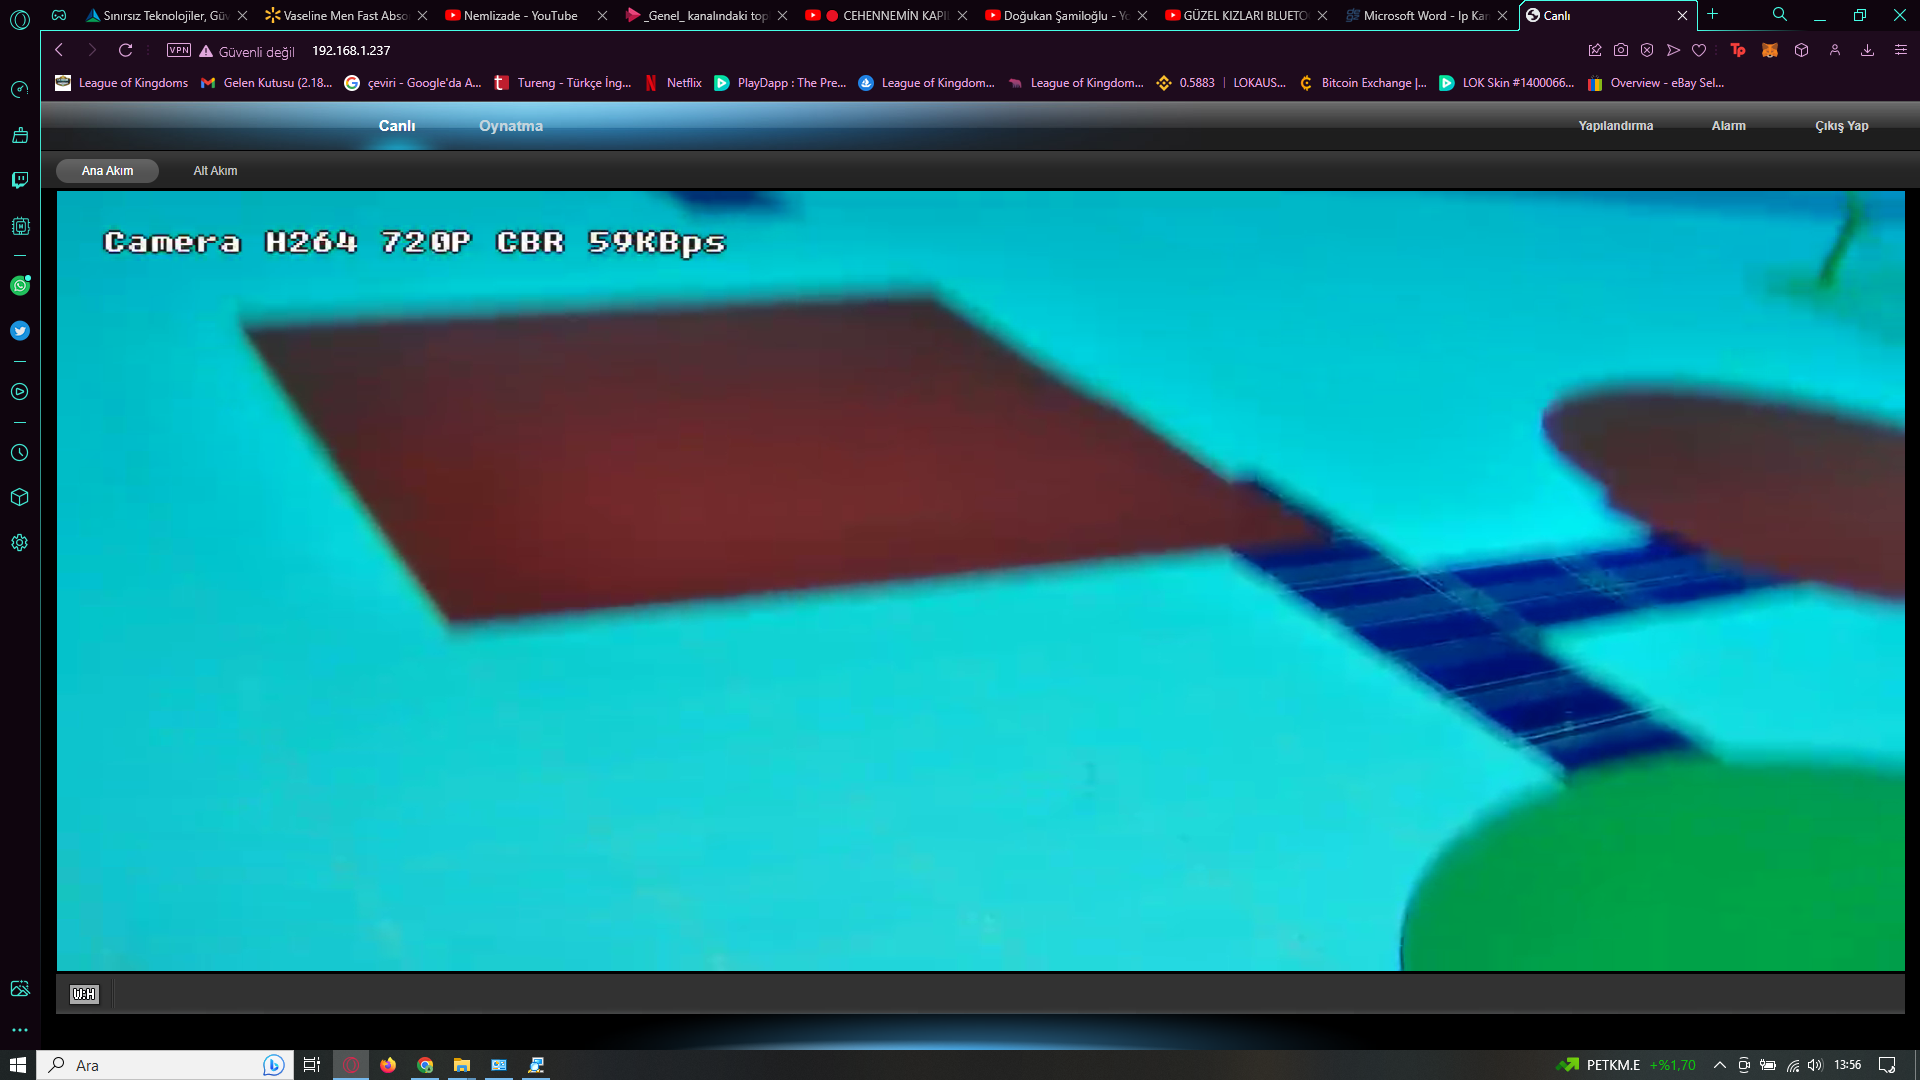 Sınırsız Teknolojiler, Güv
Vaseline Men Fast Abso
Nemlizade - YouTube
_Genel_ kanalındaki top
CEHENNEMİN KAPI
Doğukan Şamiloğlu - Yo
GÜZEL KIZLARI BLUETO
Microsoft Word - Ip Kam
Canlı
VPN
Güvenli değil
192.168.1.237
Tp
League of Kingdoms
Gelen Kutusu (2.18...
çeviri - Google'da A...
Tureng - Türkçe İng...
Netflix
PlayDapp : The Pre...
League of Kingdom...
League of Kingdom...
0.5883 | LOKAUS...
Bitcoin Exchange |...
LOK Skin #1400066...
Overview - eBay Sel...
Canlı
Oynatma
Yapılandırma
Alarm
Çıkış Yap
Ana Akım
Alt Akım
Camera H264 720P CBR 59KBps
W:H
Ara
PETKM.E +%1,70
13:56